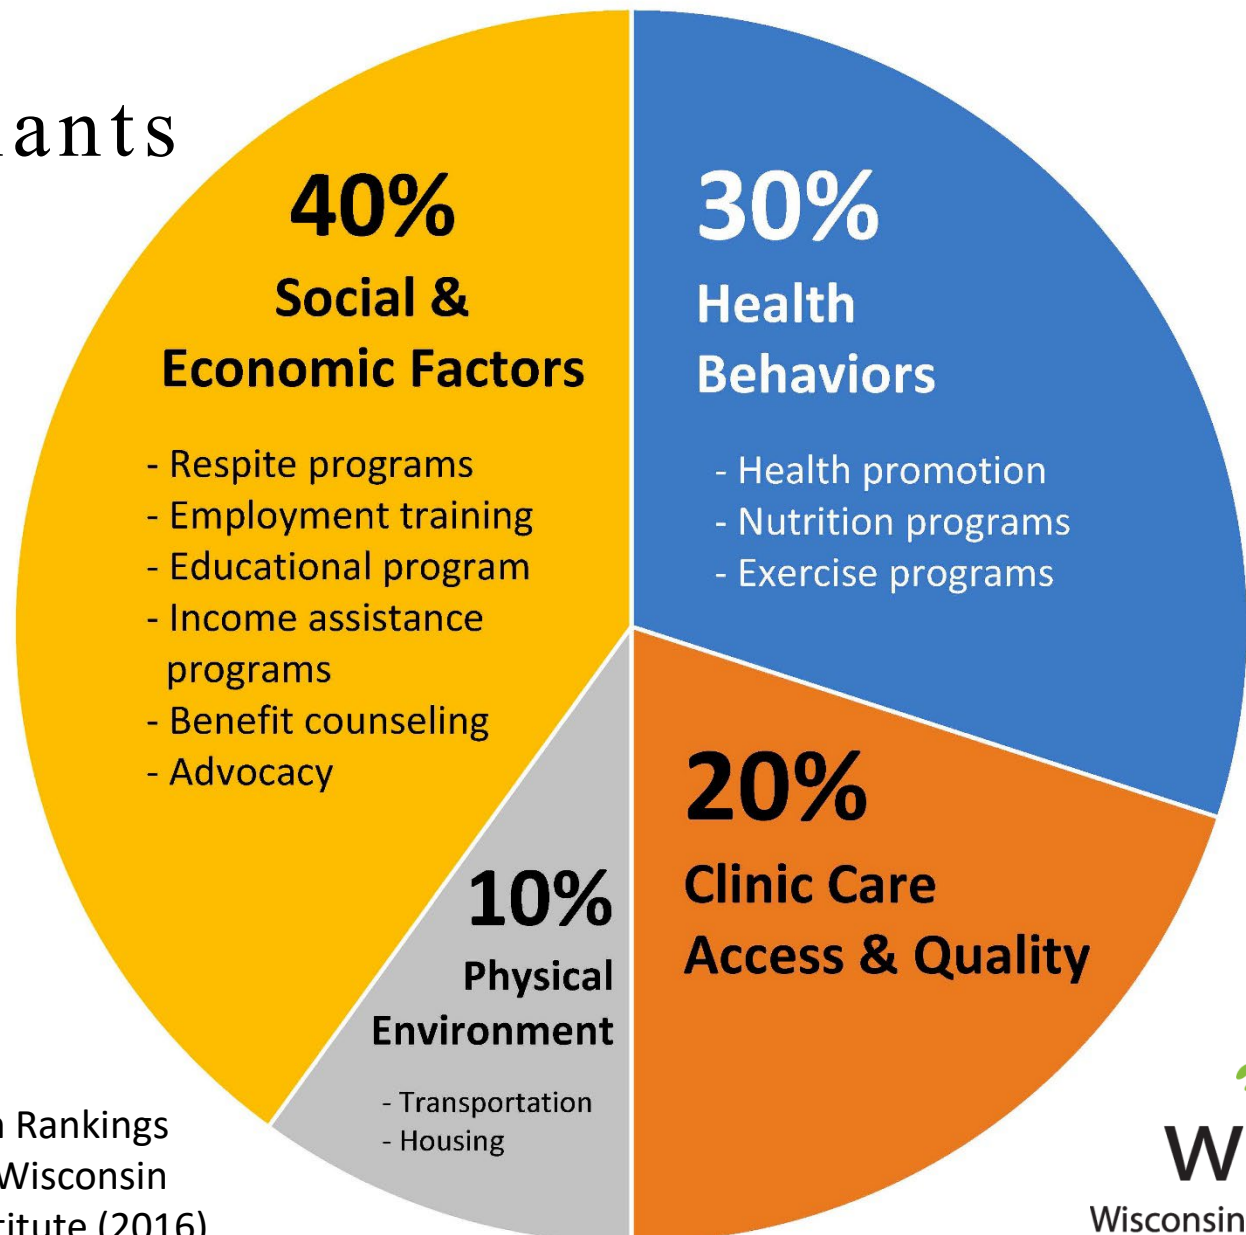 ants
40%
Social &
Economic Factors
- Respite programs
- Employment training
- Educational program
- Income assistance
programs
- Benefit counseling
- Advocacy
30%
Health
Behaviors
- Health promotion
- Nutrition programs
- Exercise programs
20%
Clinic Care
Access & Quality
10%
Physical
Environment
- Transportation
- Housing
Rankings
Wisconsin
titute (2016)
W
Wisconsin